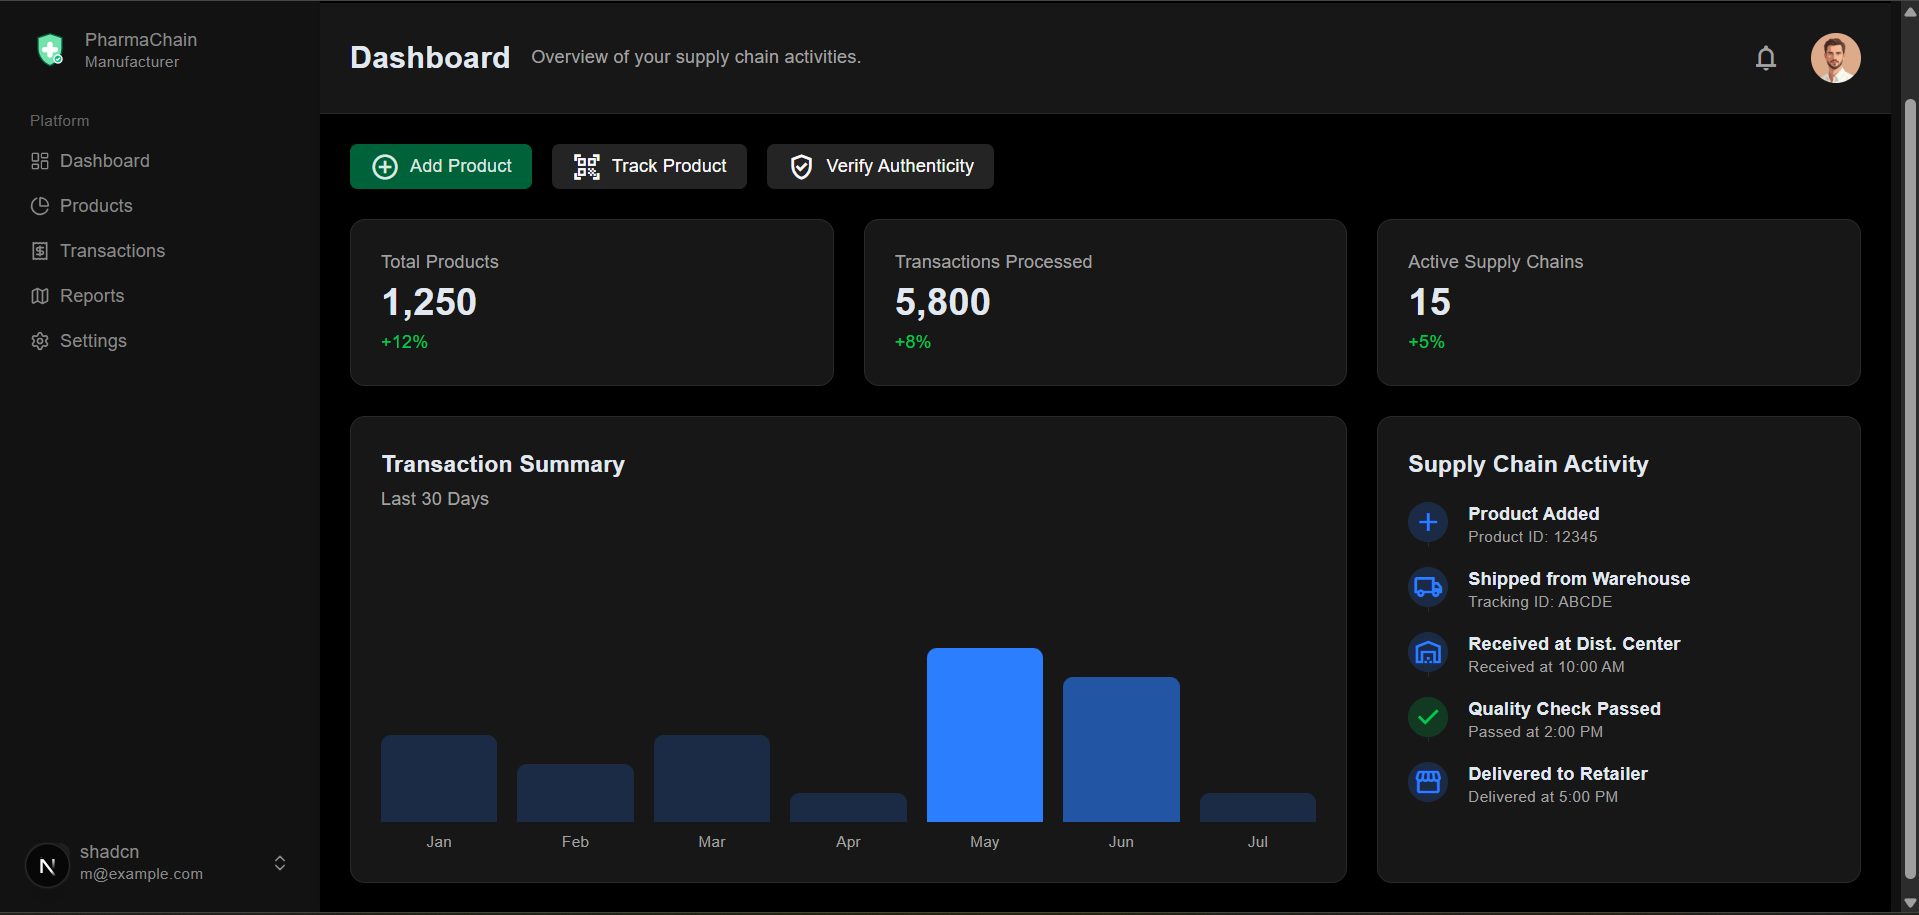 PharmaChain
Manufacturer
Platform
Dashboard
Products
Transactions
Reports
Settings
shadcn
m@example.com
Dashboard
Overview of your supply chain activities.
Add Product
Track Product
Verify Authenticity
Total Products
1,250
+12%
Transactions Processed
5,800
+8%
Active Supply Chains
15
+5%
Transaction Summary
Last 30 Days
Jan
Feb
Mar
Apr
May
Jun
Jul
Supply Chain Activity
Product Added
Product ID: 12345
Shipped from Warehouse
Tracking ID: ABCDE
Received at Dist. Center
Received at 10:00 AM
Quality Check Passed
Passed at 2:00 PM
Delivered to Retailer
Delivered at 5:00 PM